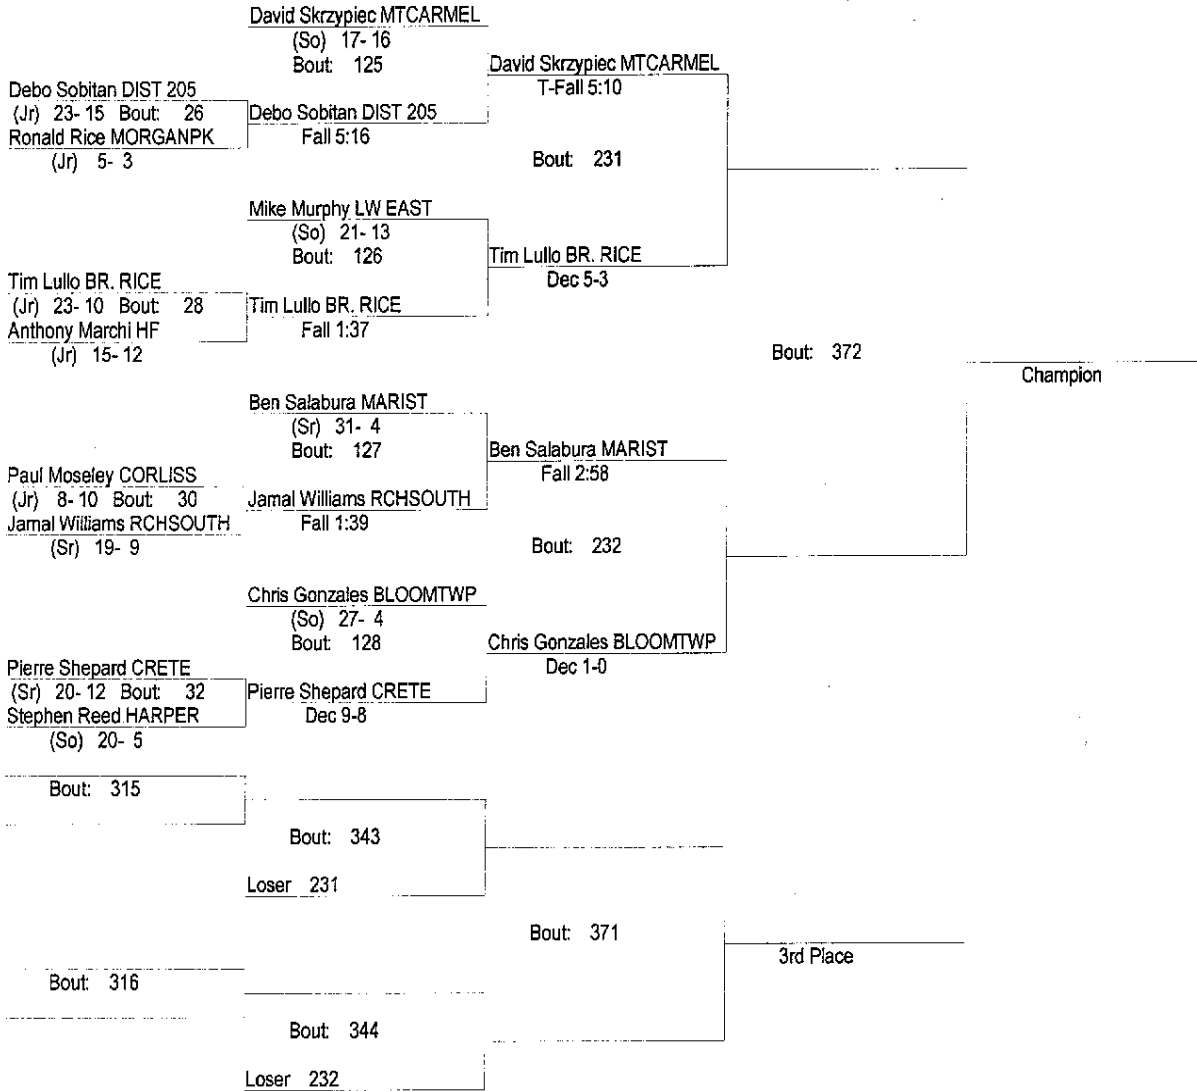 David Skrzypiec MTCARMEL
(So) 17- 16
Bout: 125
David Skrzypiec MTCARMEL
T-Fall 5:10
Debo Sobitan DIST 205
(Jr) 23- 15 Bout: 26
Ronald Rice MORGANPK
(Jr) 5- 3
Debo Sobitan DIST 205
Fall 5:16
Bout: 231
Mike Murphy LW EAST
(So) 21- 13
Bout: 126
Tim Lullo BR. RICE
Dec 5-3
Tim Lullo BR. RICE
(Jr) 23- 10 Bout: 28
Anthony Marchi HF
(Jr) 15- 12
Tim Lullo BR. RICE
Fall 1:37
Bout: 372
Champion
Ben Salabura MARIST
(Sr) 31- 4
Bout: 127
Ben Salabura MARIST
Fall 2:58
Paul Moseley CORLISS
(Jr) 8- 10 Bout: 30
Jamal Williams RCHSOUTH
(Sr) 19- 9
Jamal Williams RCHSOUTH
Fall 1:39
Bout: 232
Chris Gonzales BLOOMTWP
(So) 27- 4
Bout: 128
Chris Gonzales BLOOMTWP
Dec 1-0
Pierre Shepard CRETE
(Sr) 20- 12 Bout: 32
Stephen Reed HARPER
(So) 20- 5
Pierre Shepard CRETE
Dec 9-8
Bout: 315
Bout: 343
Loser 231
Bout: 371
3rd Place
Bout: 316
Bout: 344
Loser 232